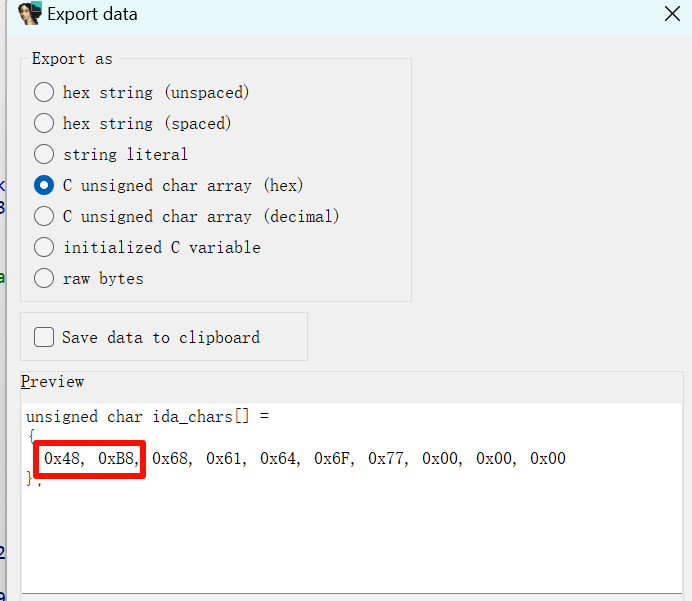 Export data
Export as
hex string (unspaced)
hex string (spaced)
string literal
C unsigned char array (hex)
C unsigned char array (decimal)
initialized C variable
raw bytes
Save data to clipboard
Preview
unsigned char ida_chars[] =
{
0x48, 0xB8, 0x68, 0x61, 0x64, 0x6F, 0x77, 0x00, 0x00, 0x00
};